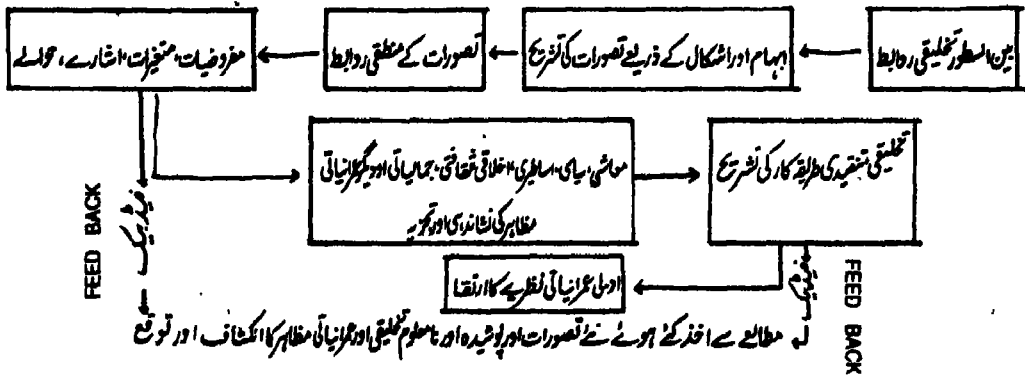 بین السطور تخلیقی روابط
ابہام اور اشکال کے ذریعے تصورات کی تشریح
تصورات کے منطقی روابط
مفروضیات، متغیرات، اشارے، حوالے
تخلیقی تنقیدی طریقہ کار کی تشریح
معاشی، سیاسی، اساطیری، اخلاقی ثقافتی، جمالیاتی اور دیگر عمرانیاتی
مظاہر کی نشاندہی اور تجزیہ
فیڈ بیک
FEED BACK
فیڈ بیک
FEED BACK
ادبی عمرانیاتی نظریے کا ارتقا
مطالعے سے اخذ کئے ہوئے نئے تصورات اور پوشیدہ اور نامعلوم تخلیقی اور عمرانیاتی مظاہر کا انکشاف اور توقع